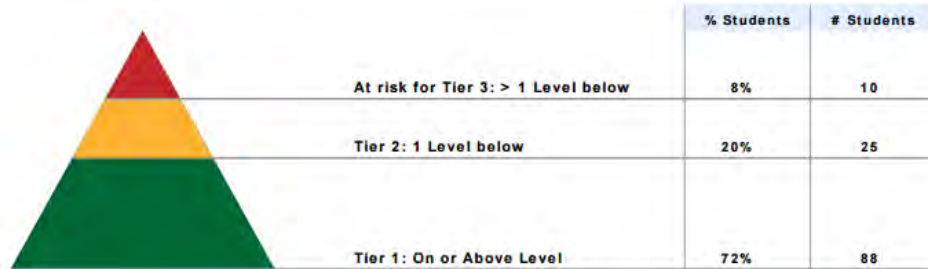 % Students # Students
At risk for Tier 3: > 1 Level below 8% 10
Tier 2: 1 Level below 20% 25
Tier 1: On or Above Level 72% 88